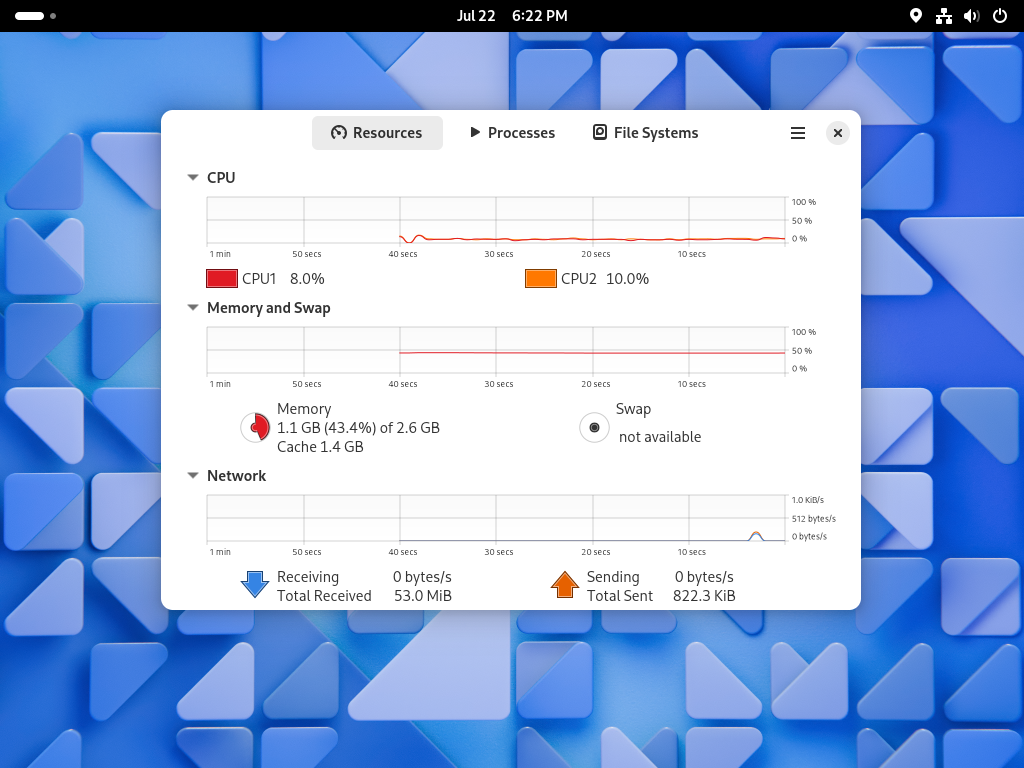 Jul 22 6:22 PM
Resources Processes File Systems
CPU
100 %
50 %
0 %
1 min 50 secs 40 secs 30 secs 20 secs 10 secs
CPU1 8.0% CPU2 10.0%
Memory and Swap
100 %
50 %
0 %
1 min 50 secs 40 secs 30 secs 20 secs 10 secs
Memory
1.1 GB (43.4%) of 2.6 GB
Cache 1.4 GB
Swap
not available
Network
1.0 KiB/s
512 bytes/s
0 bytes/s
1 min 50 secs 40 secs 30 secs 20 secs 10 secs
Receiving 0 bytes/s Sending 0 bytes/s
Total Received 53.0 MiB Total Sent 822.3 KiB